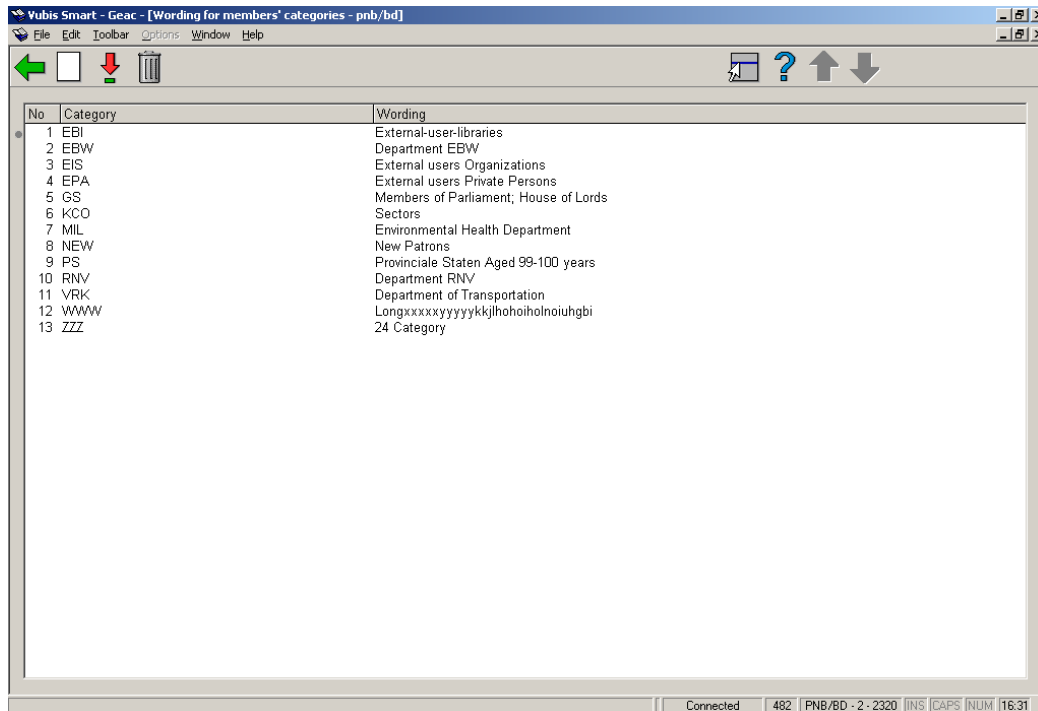 Vubis Smart - Geac - [Wording for members' categories - pnb/bd]
File Edit Toolbar Options Window Help
No Category Wording
1 EBI External-user-libraries
2 EBW Department EBW
3 EIS External users Organizations
4 EPA External users Private Persons
5 GS Members of Parliament; House of Lords
6 KCO Sectors
7 MIL Environmental Health Department
8 NEW New Patrons
9 PS Provinciale Staten Aged 99-100 years
10 RNV Department RNV
11 VRK Department of Transportation
12 WWW Longxxxxxyyyyykkjlhohoiholnoiuhgbi
13 ZZZ 24 Category
Connected 482 PNB/BD - 2 - 2320 INS CAPS NUM 16:31